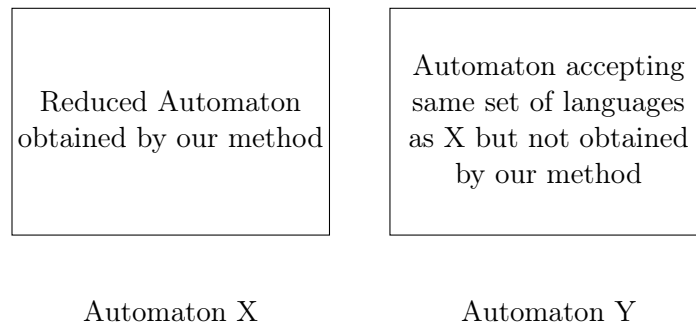 Reduced Automaton
obtained by our method
Automaton accepting
same set of languages
as X but not obtained
by our method
Automaton X
Automaton Y